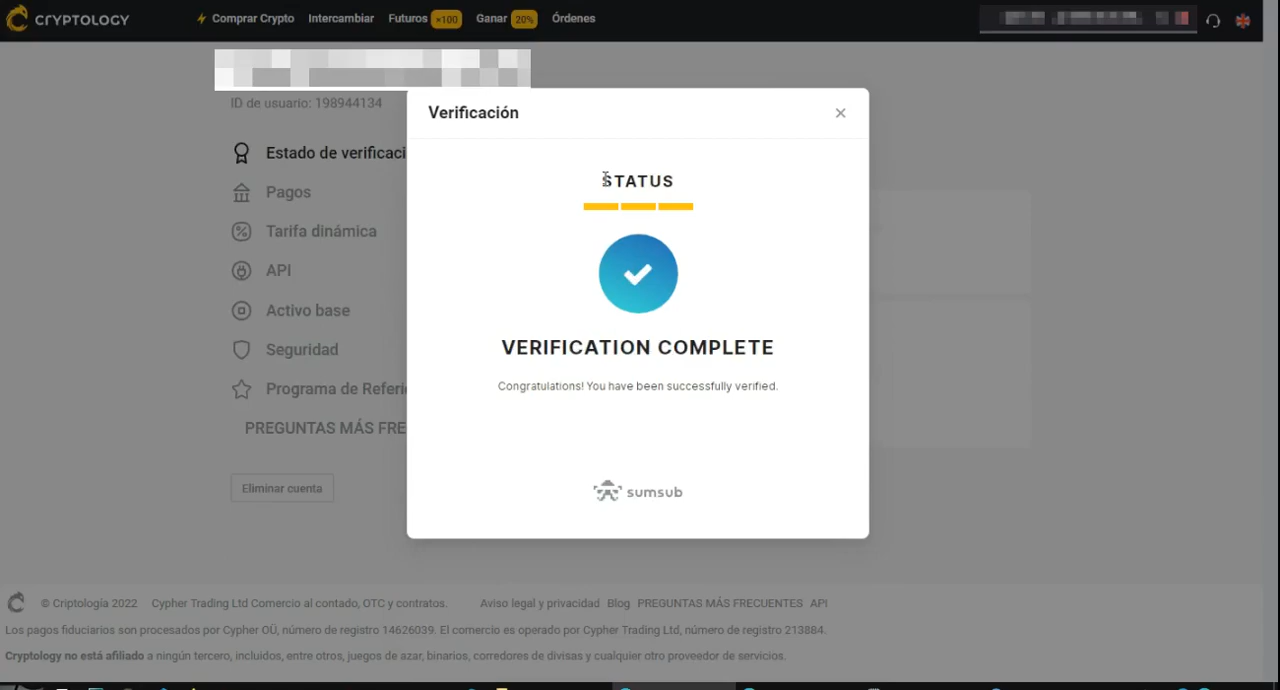 CRYPTOLOGY
Comprar Crypto Intercambiar Futuros ×100 Ganar 20% Órdenes
ID de usuario: 198944134
Verificación
Estado de verificaci
Pagos
Tarifa dinámica
API
Activo base
Seguridad
Programa de Referi
PREGUNTAS MÁS FRE
Eliminar cuenta
STATUS
VERIFICATION COMPLETE
Congratulations! You have been successfully verified.
sumsub
© Criptología 2022 Cypher Trading Ltd Comercio al contado, OTC y contratos. Aviso legal y privacidad Blog PREGUNTAS MÁS FRECUENTES API
Los pagos fiduciarios son procesados por Cypher OÜ, número de registro 14626039. El comercio es operado por Cypher Trading Ltd, número de registro 213884.
Cryptology no está afiliado a ningún tercero, incluidos, entre otros, juegos de azar, binarios, corredores de divisas y cualquier otro proveedor de servicios.